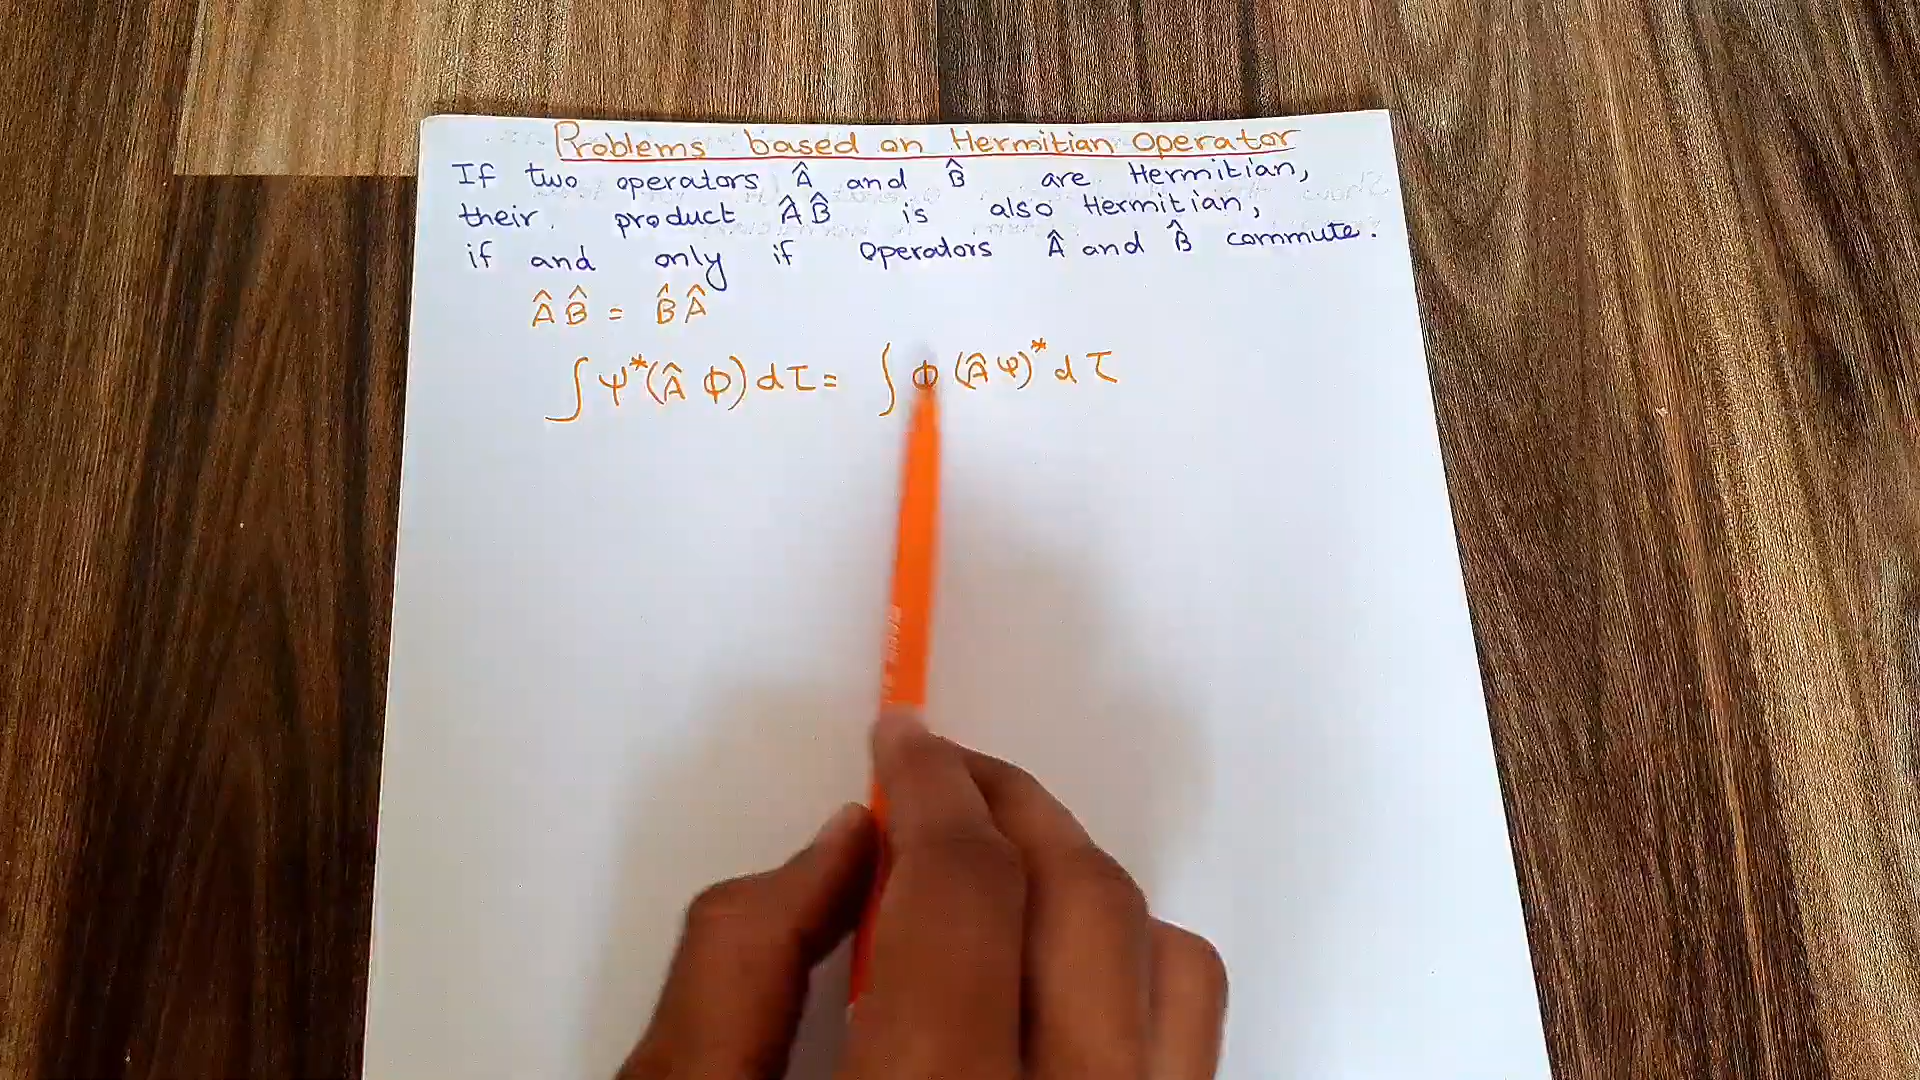 Problems based on Hermitian Operator
If two operators Â and B̂ are Hermitian,
their product ÂB̂ is also Hermitian,
if and only if Operators Â and B̂ commute.
ÂB̂ = B̂Â
∫ψ*(Âϕ)dτ = ∫ϕ(Âψ)*dτ